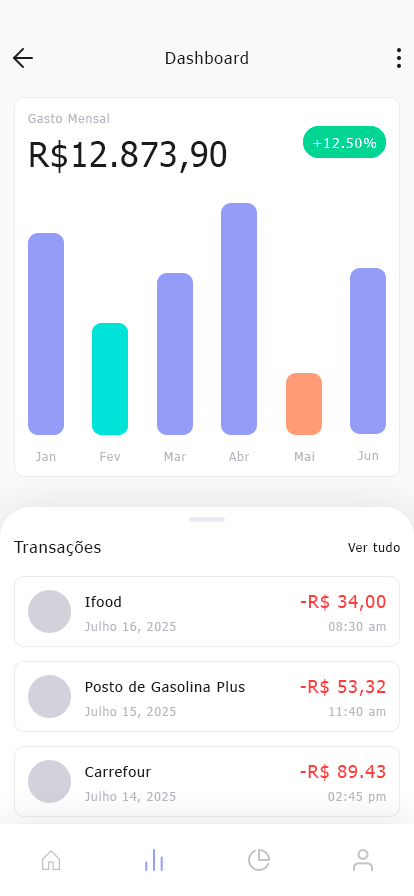 Dashboard
Gasto Mensal
R$12.873,90
+12.50%
Jan Fev Mar Abr Mai Jun
Transações Ver tudo
Ifood -R$ 34,00
Julho 16, 2025 08:30 am
Posto de Gasolina Plus -R$ 53,32
Julho 15, 2025 11:40 am
Carrefour -R$ 89.43
Julho 14, 2025 02:45 pm